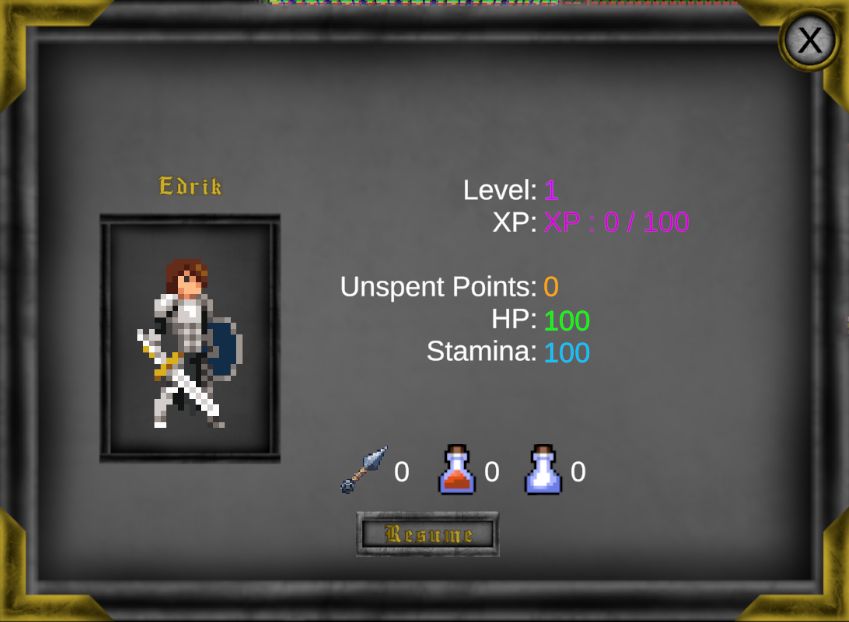 X
Edrik
Level: 1
XP: XP : 0 / 100
Unspent Points: 0
HP: 100
Stamina: 100
0 0 0
Resume